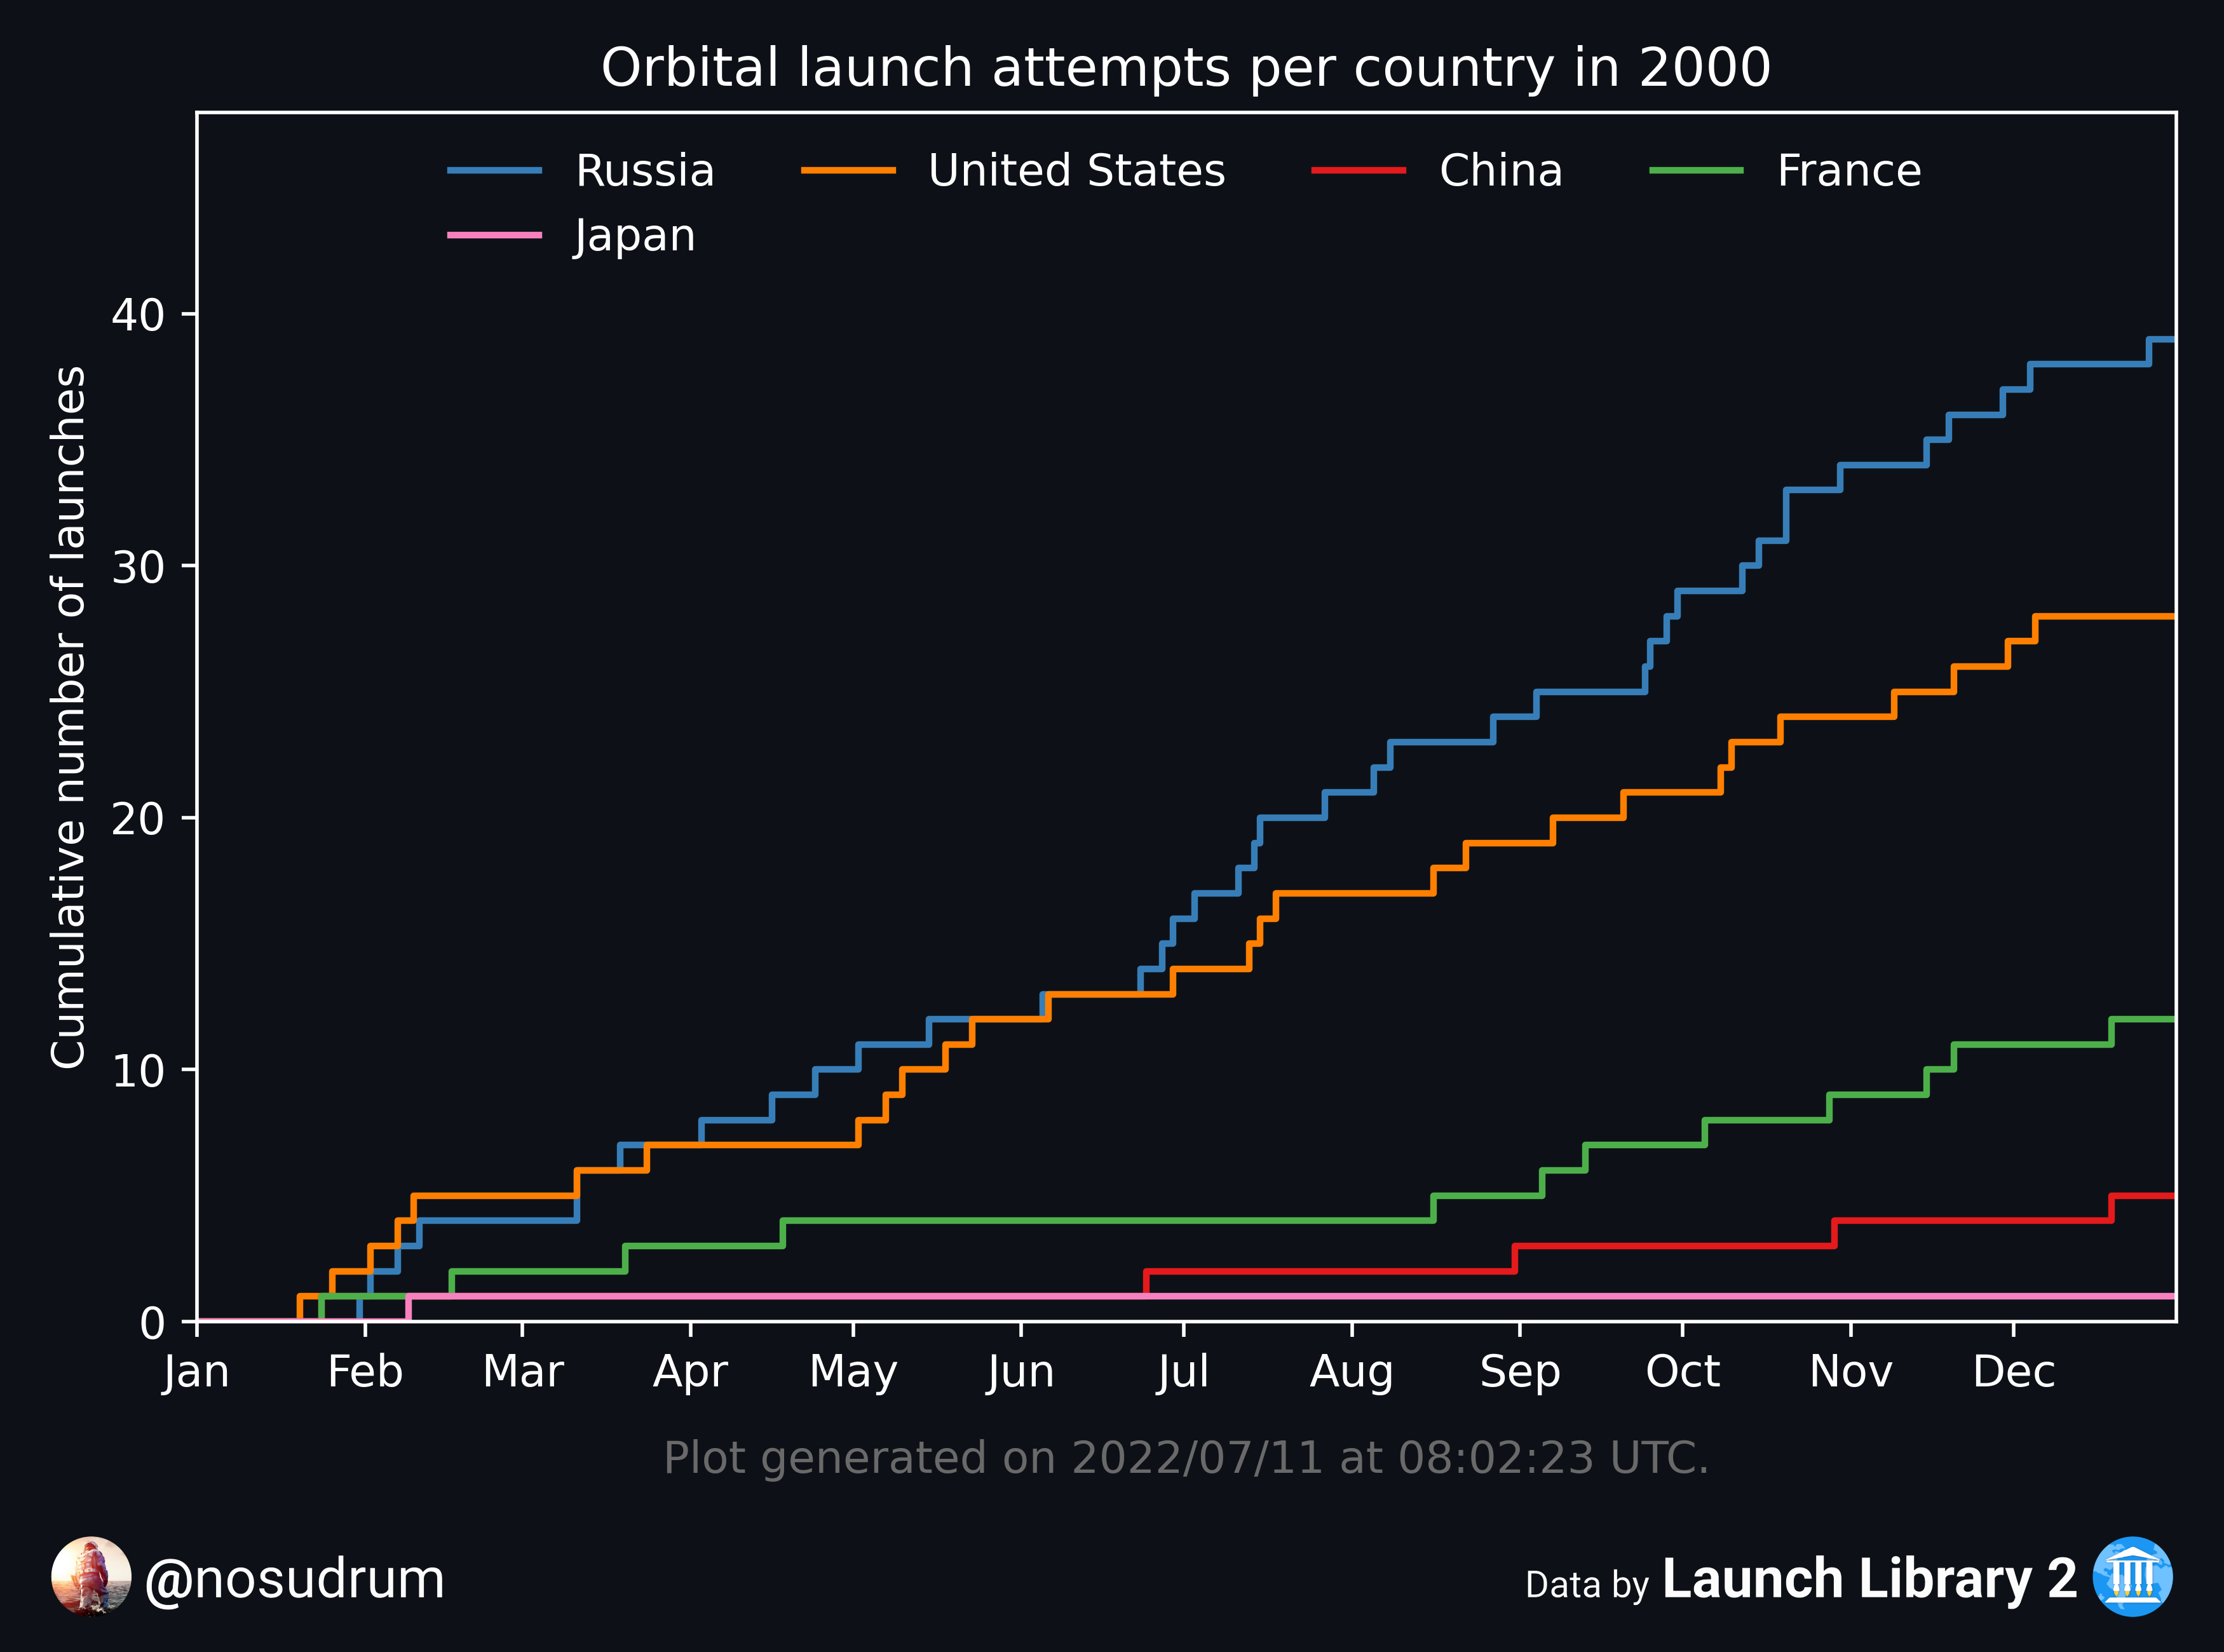 Orbital launch attempts per country in 2000
Russia United States China France
Japan
Cumulative number of launches
40
30
20
10
0
Jan Feb Mar Apr May Jun Jul Aug Sep Oct Nov Dec
Plot generated on 2022/07/11 at 08:02:23 UTC.
@nosudrum
Data by Launch Library 2